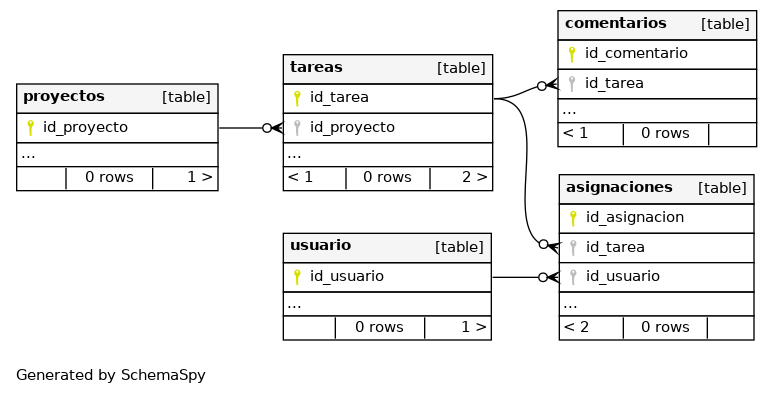 proyectos [table]
id_proyecto
...
0 rows 1 >
tareas [table]
id_tarea
id_proyecto
...
< 1 0 rows 2 >
usuario [table]
id_usuario
...
0 rows 1 >
comentarios [table]
id_comentario
id_tarea
...
< 1 0 rows
asignaciones [table]
id_asignacion
id_tarea
id_usuario
...
< 2 0 rows
Generated by SchemaSpy